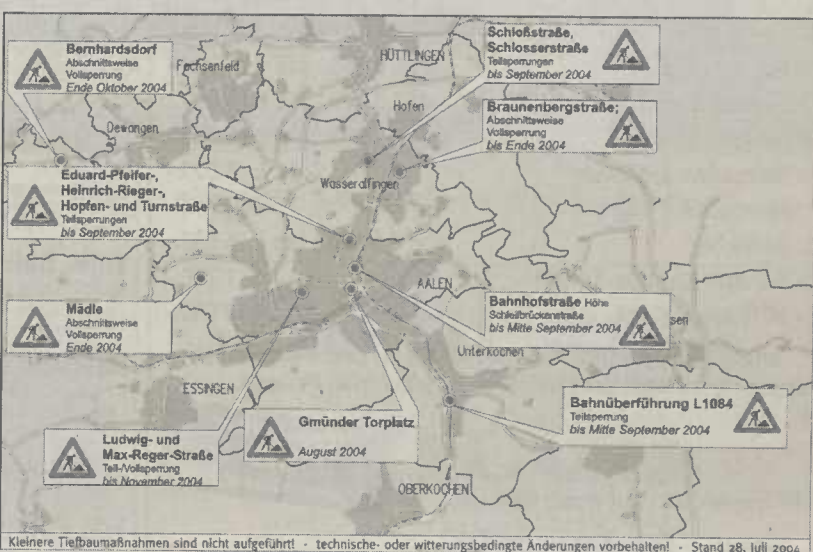 Bernhardsdorf
Abschnittsweise
Vollsperrung
Ende Oktober 2004
Fachsenfeld
HÜTTLINGEN
Schloßstraße,
Schlosserstraße
Teilsperrungen
bis September 2004
Hofen
Dewangen
Braunenbergstraße;
Abschnittsweise
Vollsperrung
bis Ende 2004
Eduard-Pfeifer-,
Heinrich-Rieger-,
Hopfen- und Turnstraße
Teilsperrungen
bis September 2004
Wasseralfingen
Mädle
Abschnittsweise
Vollsperrung
Ende 2004
AALEN
Bahnhofstraße Höhe
Schleifbrückenstraße
bis Mitte September 2004
sen
Unterkochen
ESSINGEN
Bahnüberführung L1084
Teilsperrung
bis Mitte September 2004
Gmünder Torplatz
August 2004
Ludwig- und
Max-Reger-Straße
Teil-/Vollsperrung
bis November 2004
OBERKOCHEN
Kleinere Tiefbaumaßnahmen sind nicht aufgeführt! - technische- oder witterungsbedingte Änderungen vorbehalten! Stand 28. Juli 2004